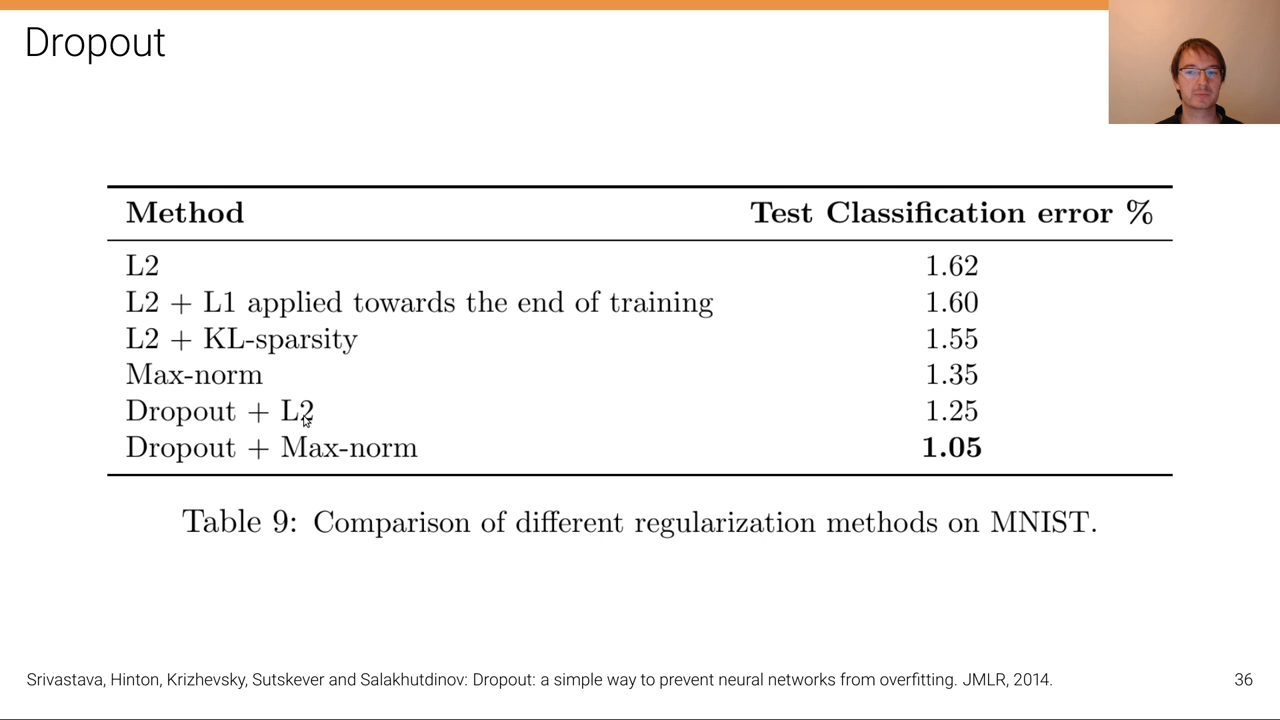 Dropout
Method Test Classification error %
L2 1.62
L2 + L1 applied towards the end of training 1.60
L2 + KL-sparsity 1.55
Max-norm 1.35
Dropout + L2 1.25
Dropout + Max-norm 1.05
Table 9: Comparison of different regularization methods on MNIST.
Srivastava, Hinton, Krizhevsky, Sutskever and Salakhutdinov: Dropout: a simple way to prevent neural networks from overfitting. JMLR, 2014. 36